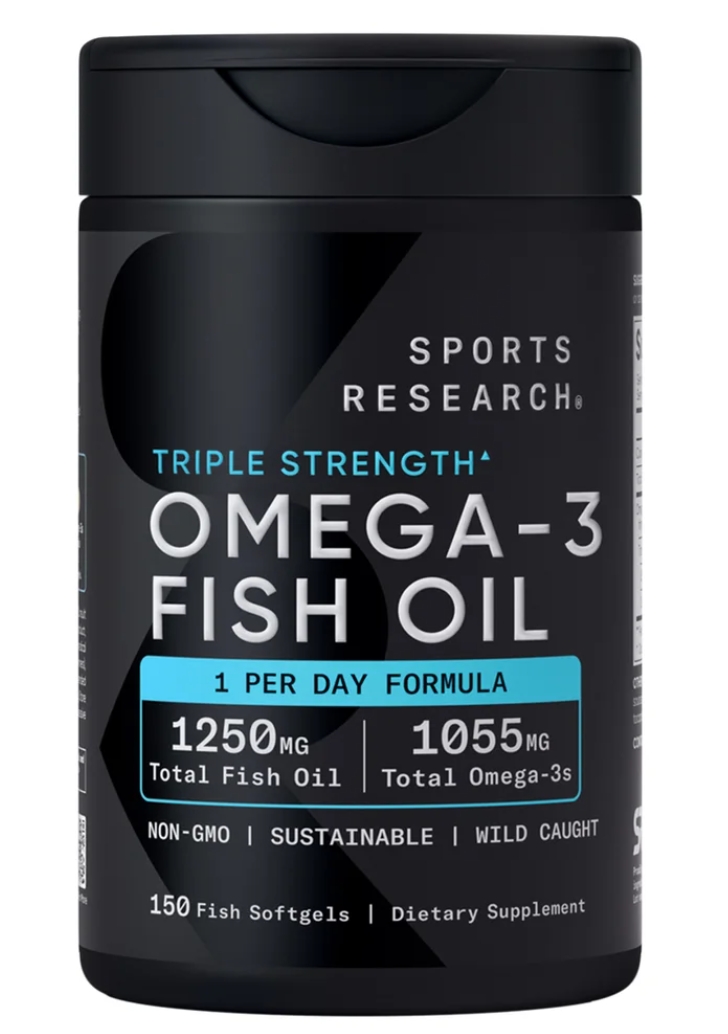 SPORTS
RESEARCH®
TRIPLE STRENGTH▲
OMEGA-3
FISH OIL
1 PER DAY FORMULA
1250MG
Total Fish Oil
1055MG
Total Omega-3s
NON-GMO | SUSTAINABLE | WILD CAUGHT
150 Fish Softgels | Dietary Supplement